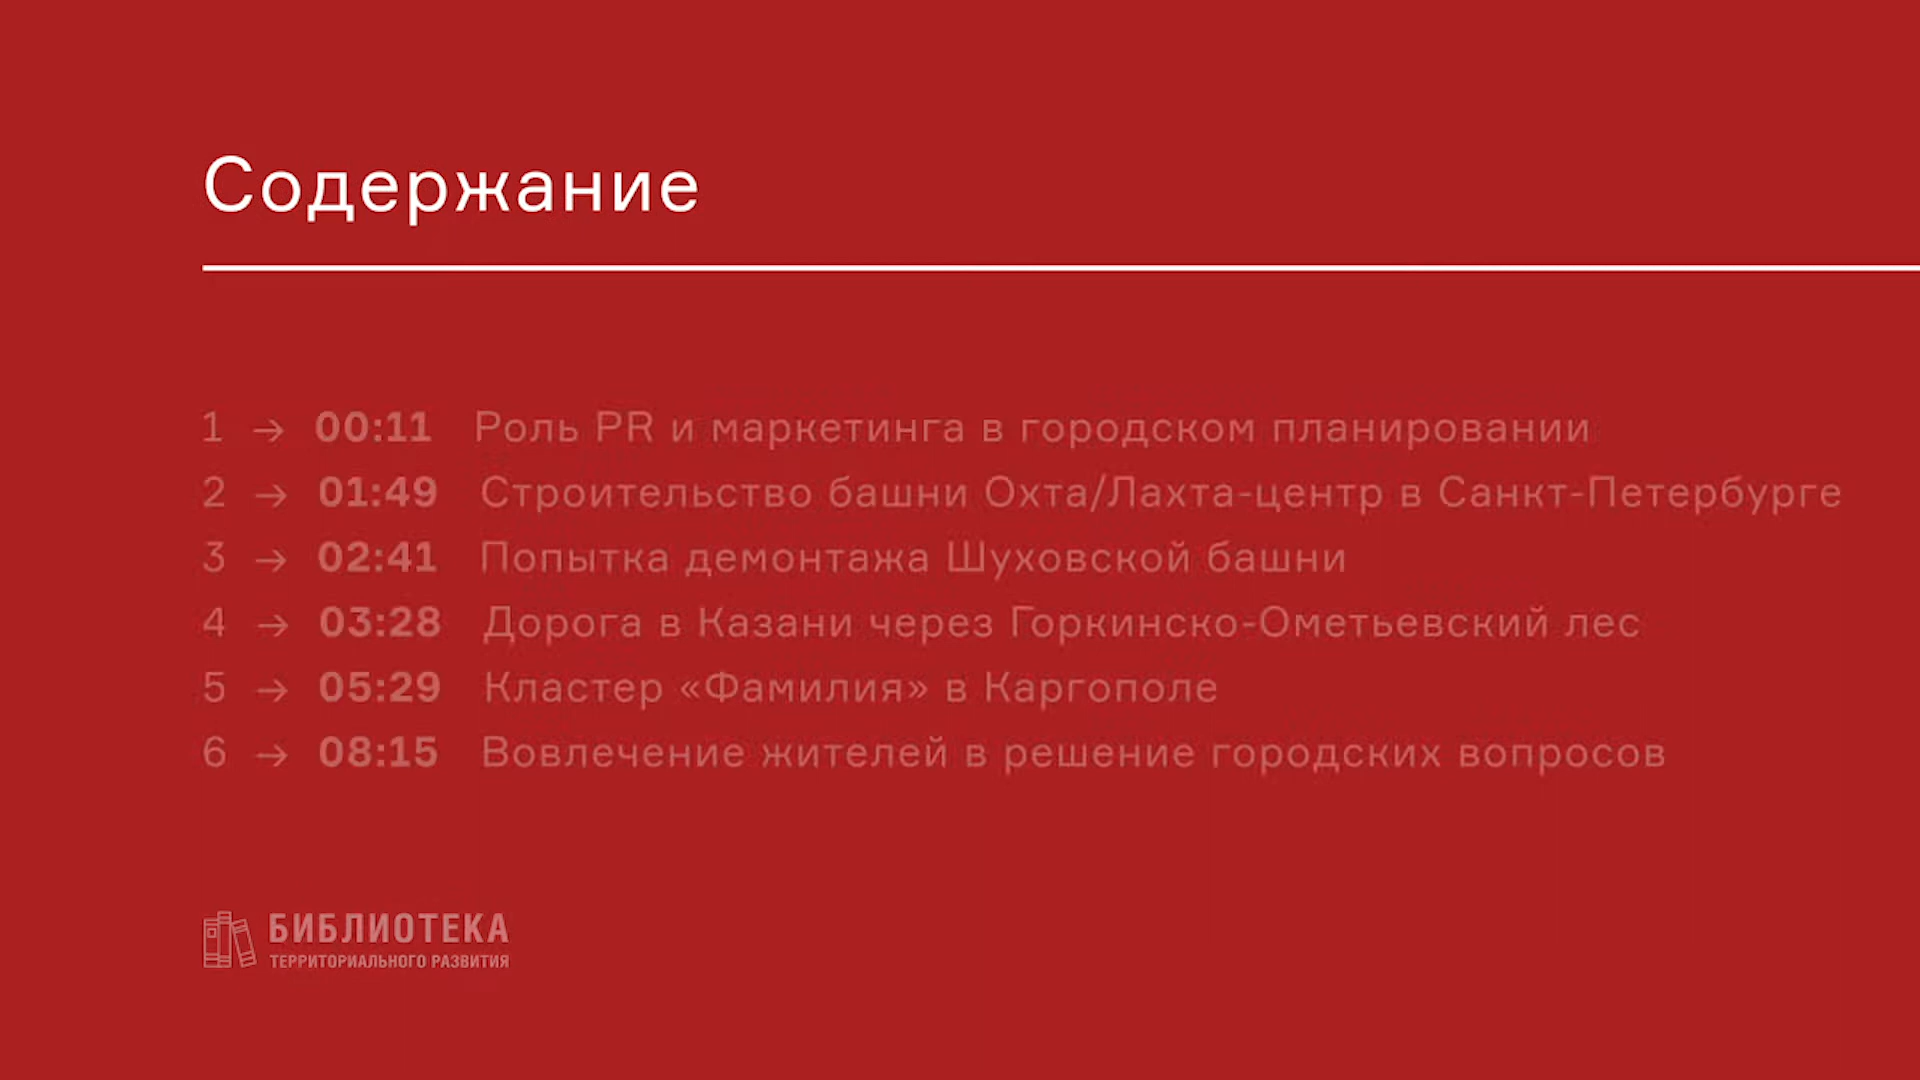 Содержание
1 → 00:11 Роль PR и маркетинга в городском планировании
2 → 01:49 Строительство башни Охта/Лахта-центр в Санкт-Петербурге
3 → 02:41 Попытка демонтажа Шуховской башни
4 → 03:28 Дорога в Казани через Горкинско-Ометьевский лес
5 → 05:29 Кластер «Фамилия» в Каргополе
6 → 08:15 Вовлечение жителей в решение городских вопросов
БИБЛИОТЕКА
ТЕРРИТОРИАЛЬНОГО РАЗВИТИЯ